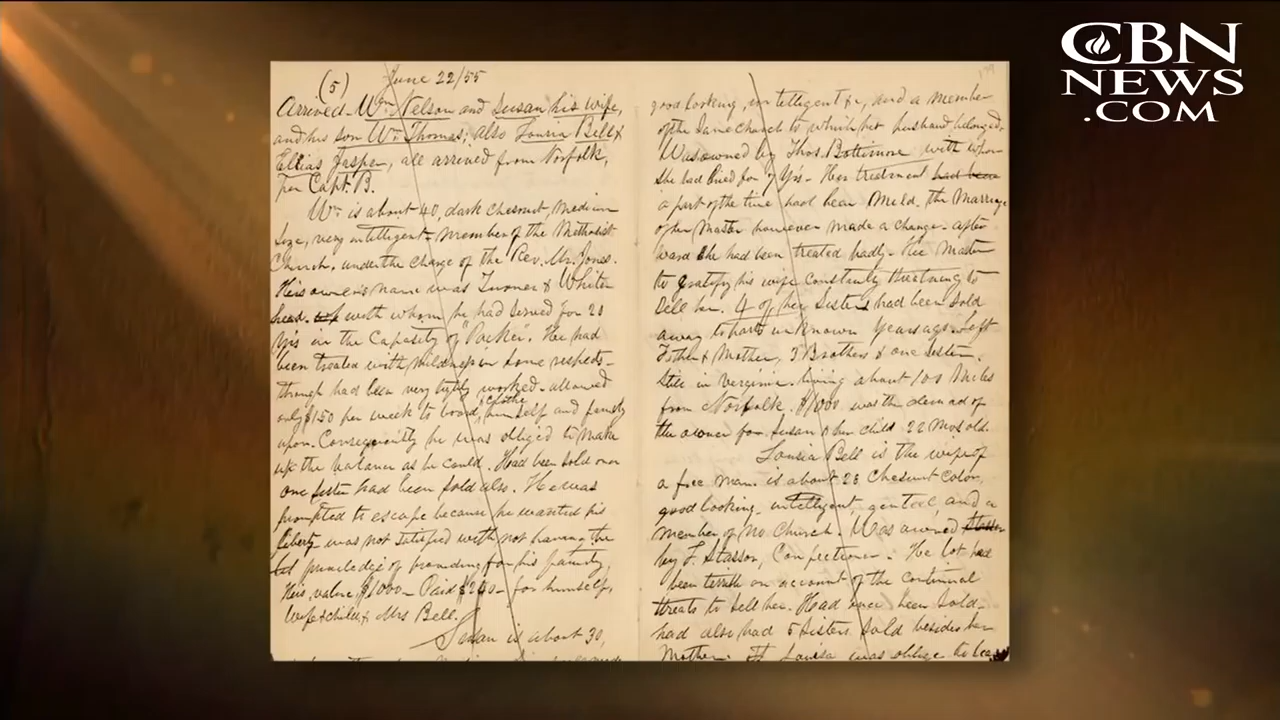 CBN
NEWS
.COM
(5) June 22/55
Arrived Wm Nelson and Susan his wife,
and his son Wm Thomas; also Louisa Bell &
Elias Jasper, all arrived from Norfolk,
per Capt. B.
Wm is about 40, dark chesnut, medium
size, very intelligent - member of the Methodist
Church, under the charge of the Rev. Mr. Jones.
His owner's name was Turner & White
head. with whom he had served for 20
yrs in the Capacity of "Packer". He had
been treated with mildness in some respects -
though had been very tightly worked - allowed
only $1.50 per week to board, & clothe himself and family
upon. Consequently he was obliged to make
up the balance as he could. Had been sold once
one sister had been sold also. He was
prompted to escape because he wanted his
liberty - was not satisfied with not having the
priviledge of providing for his family,
His value $1000 - Paid $240 - for himself,
wife & child & Mrs Bell.
Susan is about 30,
good looking, intelligent &c, and a member
of the same church to which her husband belonged,
Was owned by Thos. Bottimore with whom
she had lived for 7 yrs - Her treatment had been
a part of the time had been mild. the Marriage
of her Master however made a change - after
ward she had been treated badly - Her Master
to gratify his wife constantly threatning to
sell her. 4 of her Sisters had been sold
away to parts unknown years ago. Left
Father & Mother, 3 Brothers & one sister.
Still in Verginia. living about 100 Miles
from Norfolk. $1000 was the demand of
the owner for Susan & her child 22 mos old.
Louisa Bell is the wife of
a free man. is about 28 Chesnut Color,
good looking - intelligent, genteel, and a
member of No Church. Was owned
by L. Stasson, Confectioner. He lot had
been terrible on account of the continual
threats to sell her. Had once been sold -
had also had 5 sisters sold besides her
Mother. Louisa was oblige to leave